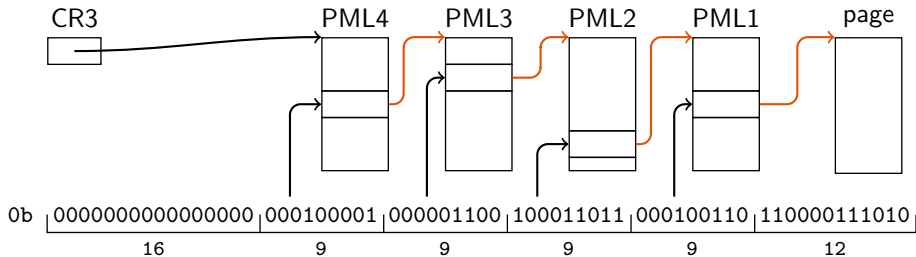 CR3 PML4 PML3 PML2 PML1 page
0b 0000000000000000 000100001 000001100 100011011 000100110 110000111010
16 9 9 9 9 12